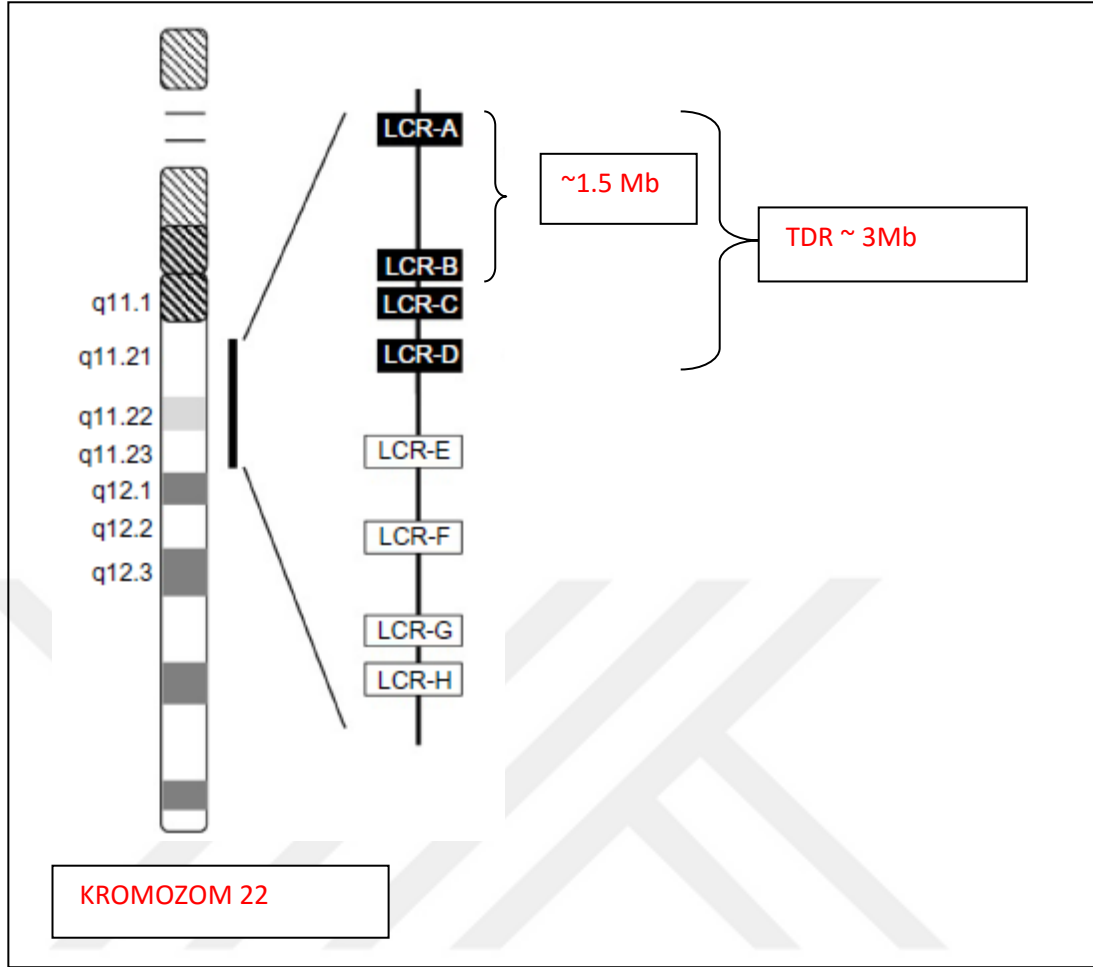 q11.1
q11.21
q11.22
q11.23
q12.1
q12.2
q12.3
LCR-A
LCR-B
LCR-C
LCR-D
LCR-E
LCR-F
LCR-G
LCR-H
~1.5 Mb
TDR ~ 3Mb
KROMOZOM 22